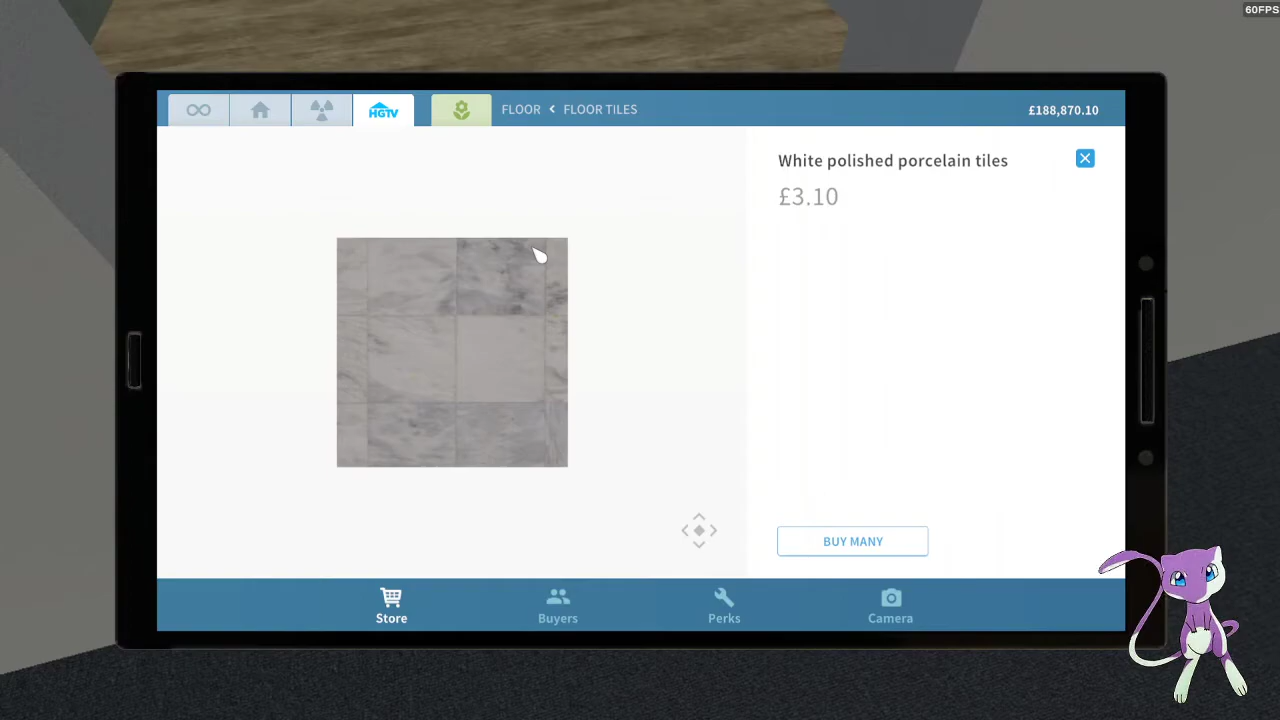 60FPS
HGTV
FLOOR < FLOOR TILES
£188,870.10
White polished porcelain tiles
£3.10
BUY MANY
Store
Buyers
Perks
Camera